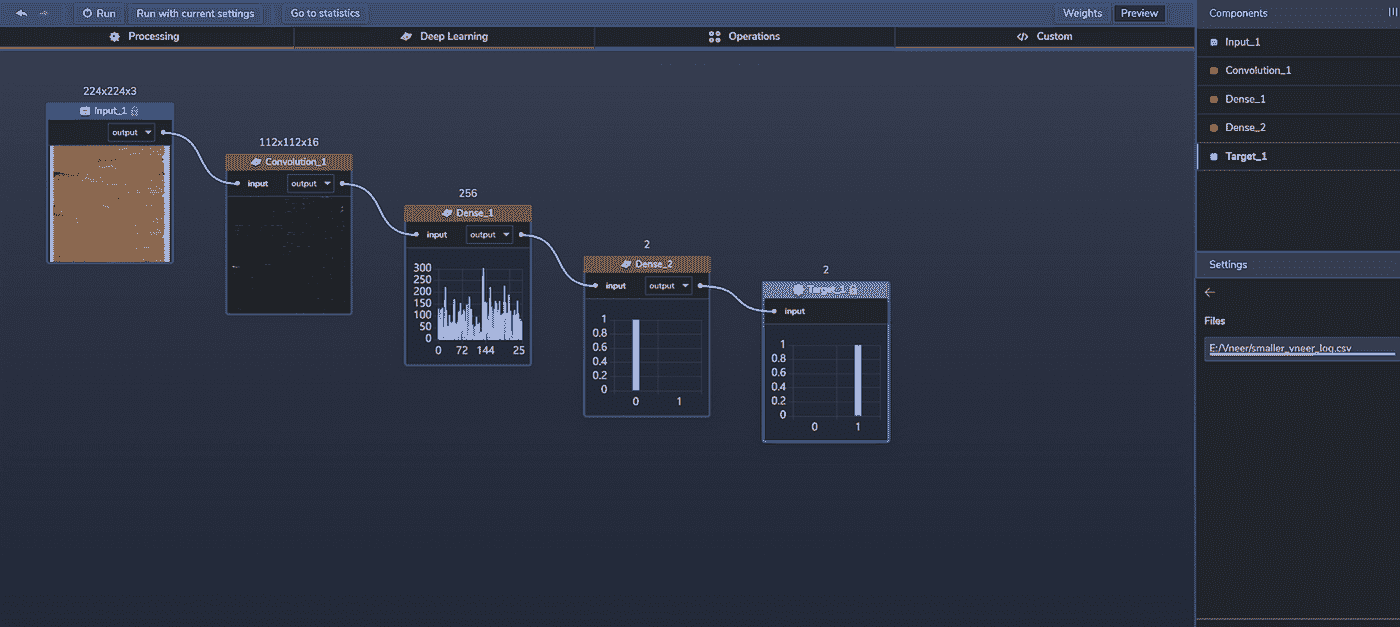 Run Run with current settings Go to statistics Weights Preview Components
Processing Deep Learning Operations Custom
Input_1
Convolution_1
Dense_1
Dense_2
Target_1
Settings
Files
E:/Vneer/smaller_vneer_log.csv
224x224x3
Input_1
output
112x112x16
Convolution_1
input output
256
Dense_1
input output
300
250
200
150
100
50
0
0 72 144 25
2
Dense_2
input output
1
0.8
0.6
0.4
0.2
0
0 1
2
Target_1
input
1
0.8
0.6
0.4
0.2
0
0 1